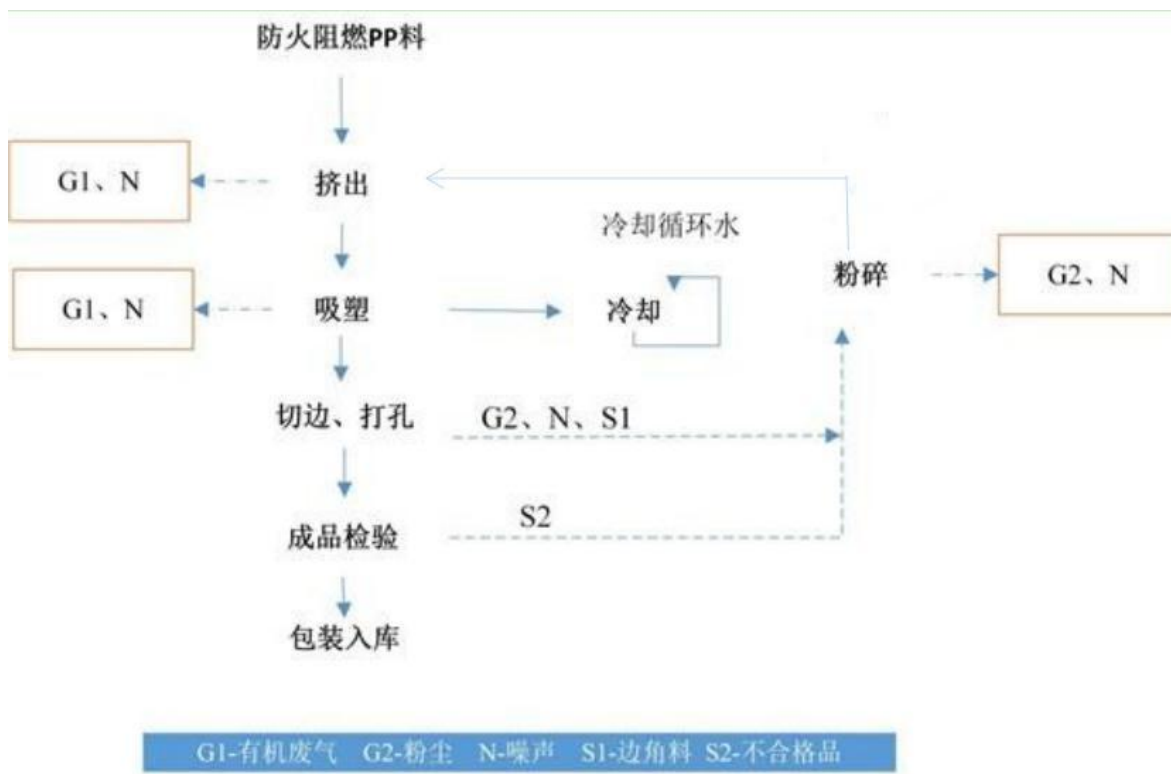 防火阻燃PP料
G1、N
挤出
冷却循环水
粉碎
G2、N
G1、N
吸塑
冷却
切边、打孔
G2、N、S1
成品检验
S2
包装入库
G1-有机废气 G2-粉尘 N-噪声 S1-边角料 S2-不合格品